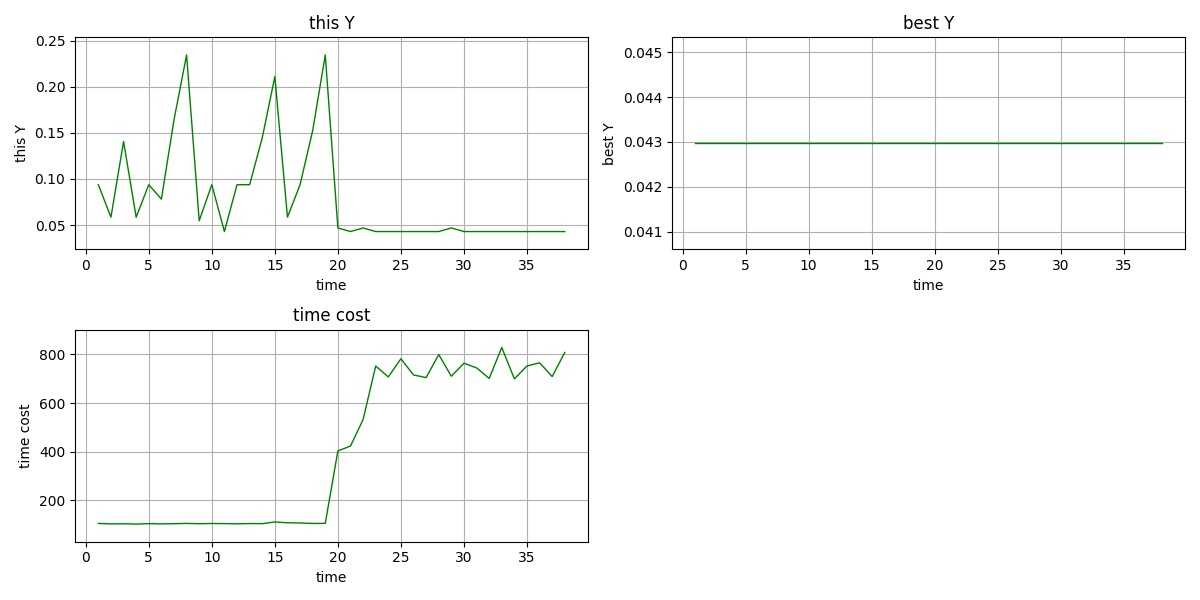 this Y
this Y
0.25
0.20
0.15
0.10
0.05
0 5 10 15 20 25 30 35
time
best Y
best Y
0.045
0.044
0.043
0.042
0.041
0 5 10 15 20 25 30 35
time
time cost
time cost
800
600
400
200
0 5 10 15 20 25 30 35
time